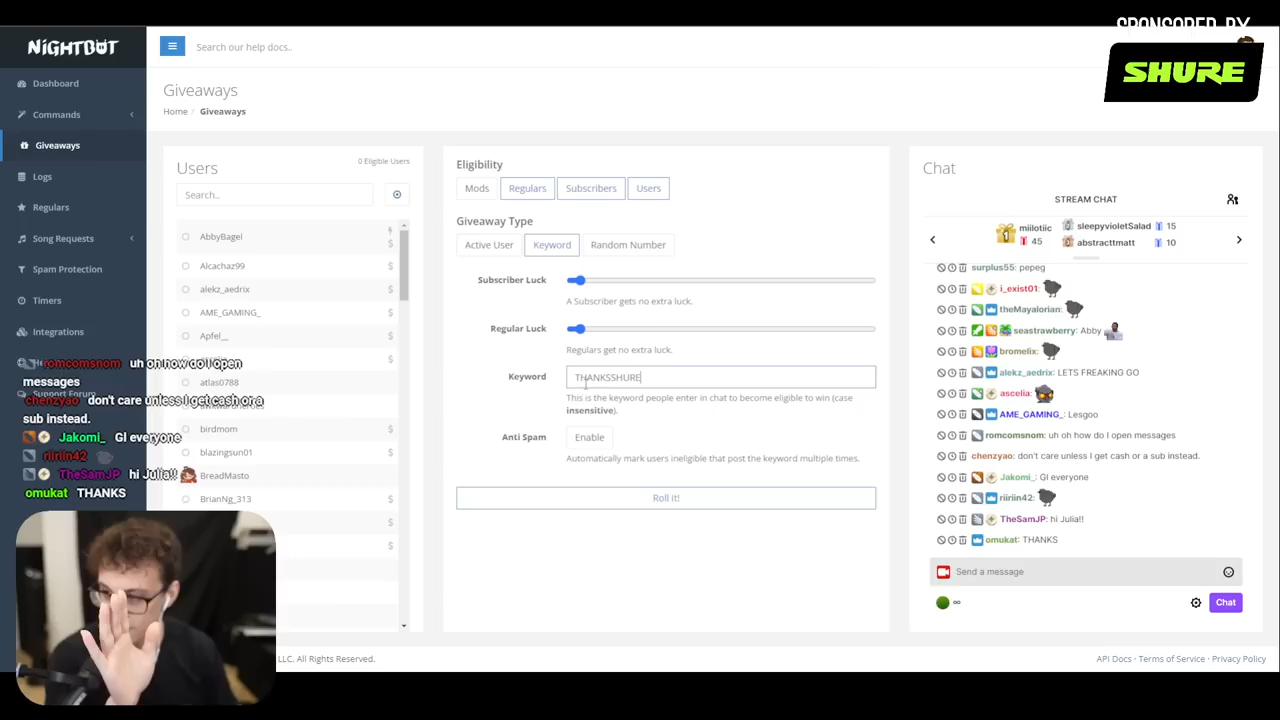 SPONSORED BY
SHURE
NiGHTBOT
Search our help docs..
Dashboard
Commands
Giveaways
Logs
Regulars
Song Requests
Spam Protection
Timers
Integrations
Support Forum
romcomsnom uh oh how do I open
messages
chenzyao don't care unless I get cash or a
sub instead.
Jakomi_ GI everyone
riiriin42
TheSamJP hi Julia!!
omukat THANKS
Giveaways
Home / Giveaways
Users
0 Eligible Users
Search..
AbbyBagel
$
Alcachaz99
$
alekz_aedrix
$
AME_GAMING_
$
Apfel__
$
atlas0788
birdmom
$
blazingsun01
$
BreadMasto
BrianNg_313
$
$
$
Eligibility
Mods
Regulars
Subscribers
Users
Giveaway Type
Active User
Keyword
Random Number
Subscriber Luck
A Subscriber gets no extra luck.
Regular Luck
Regulars get no extra luck.
Keyword
THANKSSHURE
This is the keyword people enter in chat to become eligible to win (case
insensitive).
Anti Spam
Enable
Automatically mark users ineligible that post the keyword multiple times.
Roll it!
Chat
STREAM CHAT
1
miilotiic
45
sleepyvioletSalad 15
abstracttmatt 10
surplus55: pepeg
i_exist01:
theMayalorian:
seastrawberry: Abby
bromelix:
alekz_aedrix: LETS FREAKING GO
ascelia:
AME_GAMING_: Lesgoo
romcomsnom: uh oh how do I open messages
chenzyao: don't care unless I get cash or a sub instead.
Jakomi_: GI everyone
riiriin42:
TheSamJP: hi Julia!!
omukat: THANKS
Send a message
∞
Chat
LLC. All Rights Reserved.
API Docs · Terms of Service · Privacy Policy